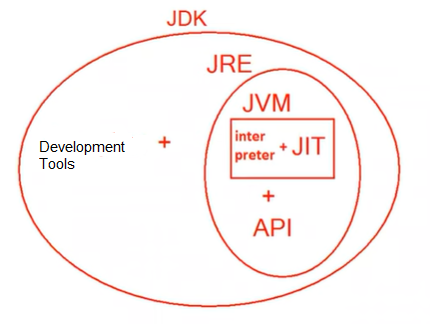 JDK
JRE
JVM
inter
preter + JIT
Development
Tools
+
+
API